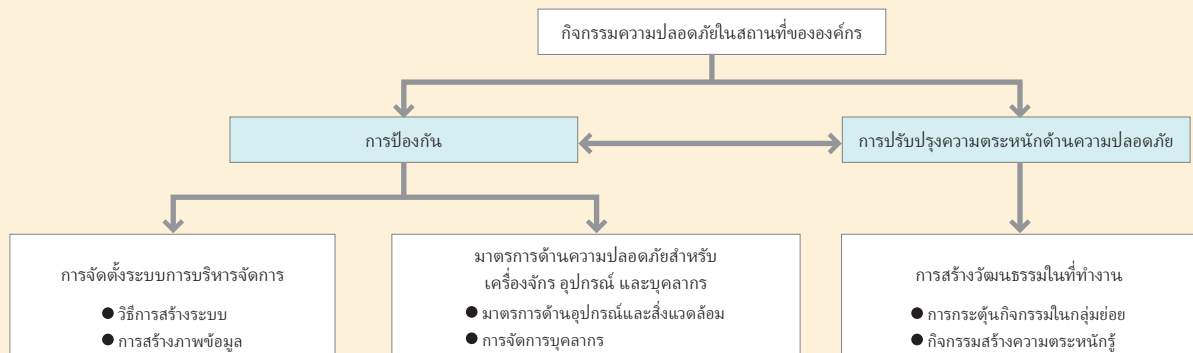 กิจกรรมความปลอดภัยในสถานที่ขององค์กร
การป้องกัน
การปรับปรุงความตระหนักด้านความปลอดภัย
การจัดตั้งระบบการบริหารจัดการ
● วิธีการสร้างระบบ
● การสร้างภาพข้อมูล
มาตรการด้านความปลอดภัยสำหรับ
เครื่องจักร อุปกรณ์ และบุคลากร
● มาตรการด้านอุปกรณ์และสิ่งแวดล้อม
● การจัดการบุคลากร
การสร้างวัฒนธรรมในที่ทำงาน
● การกระตุ้นกิจกรรมในกลุ่มย่อย
● กิจกรรมสร้างความตระหนักรู้